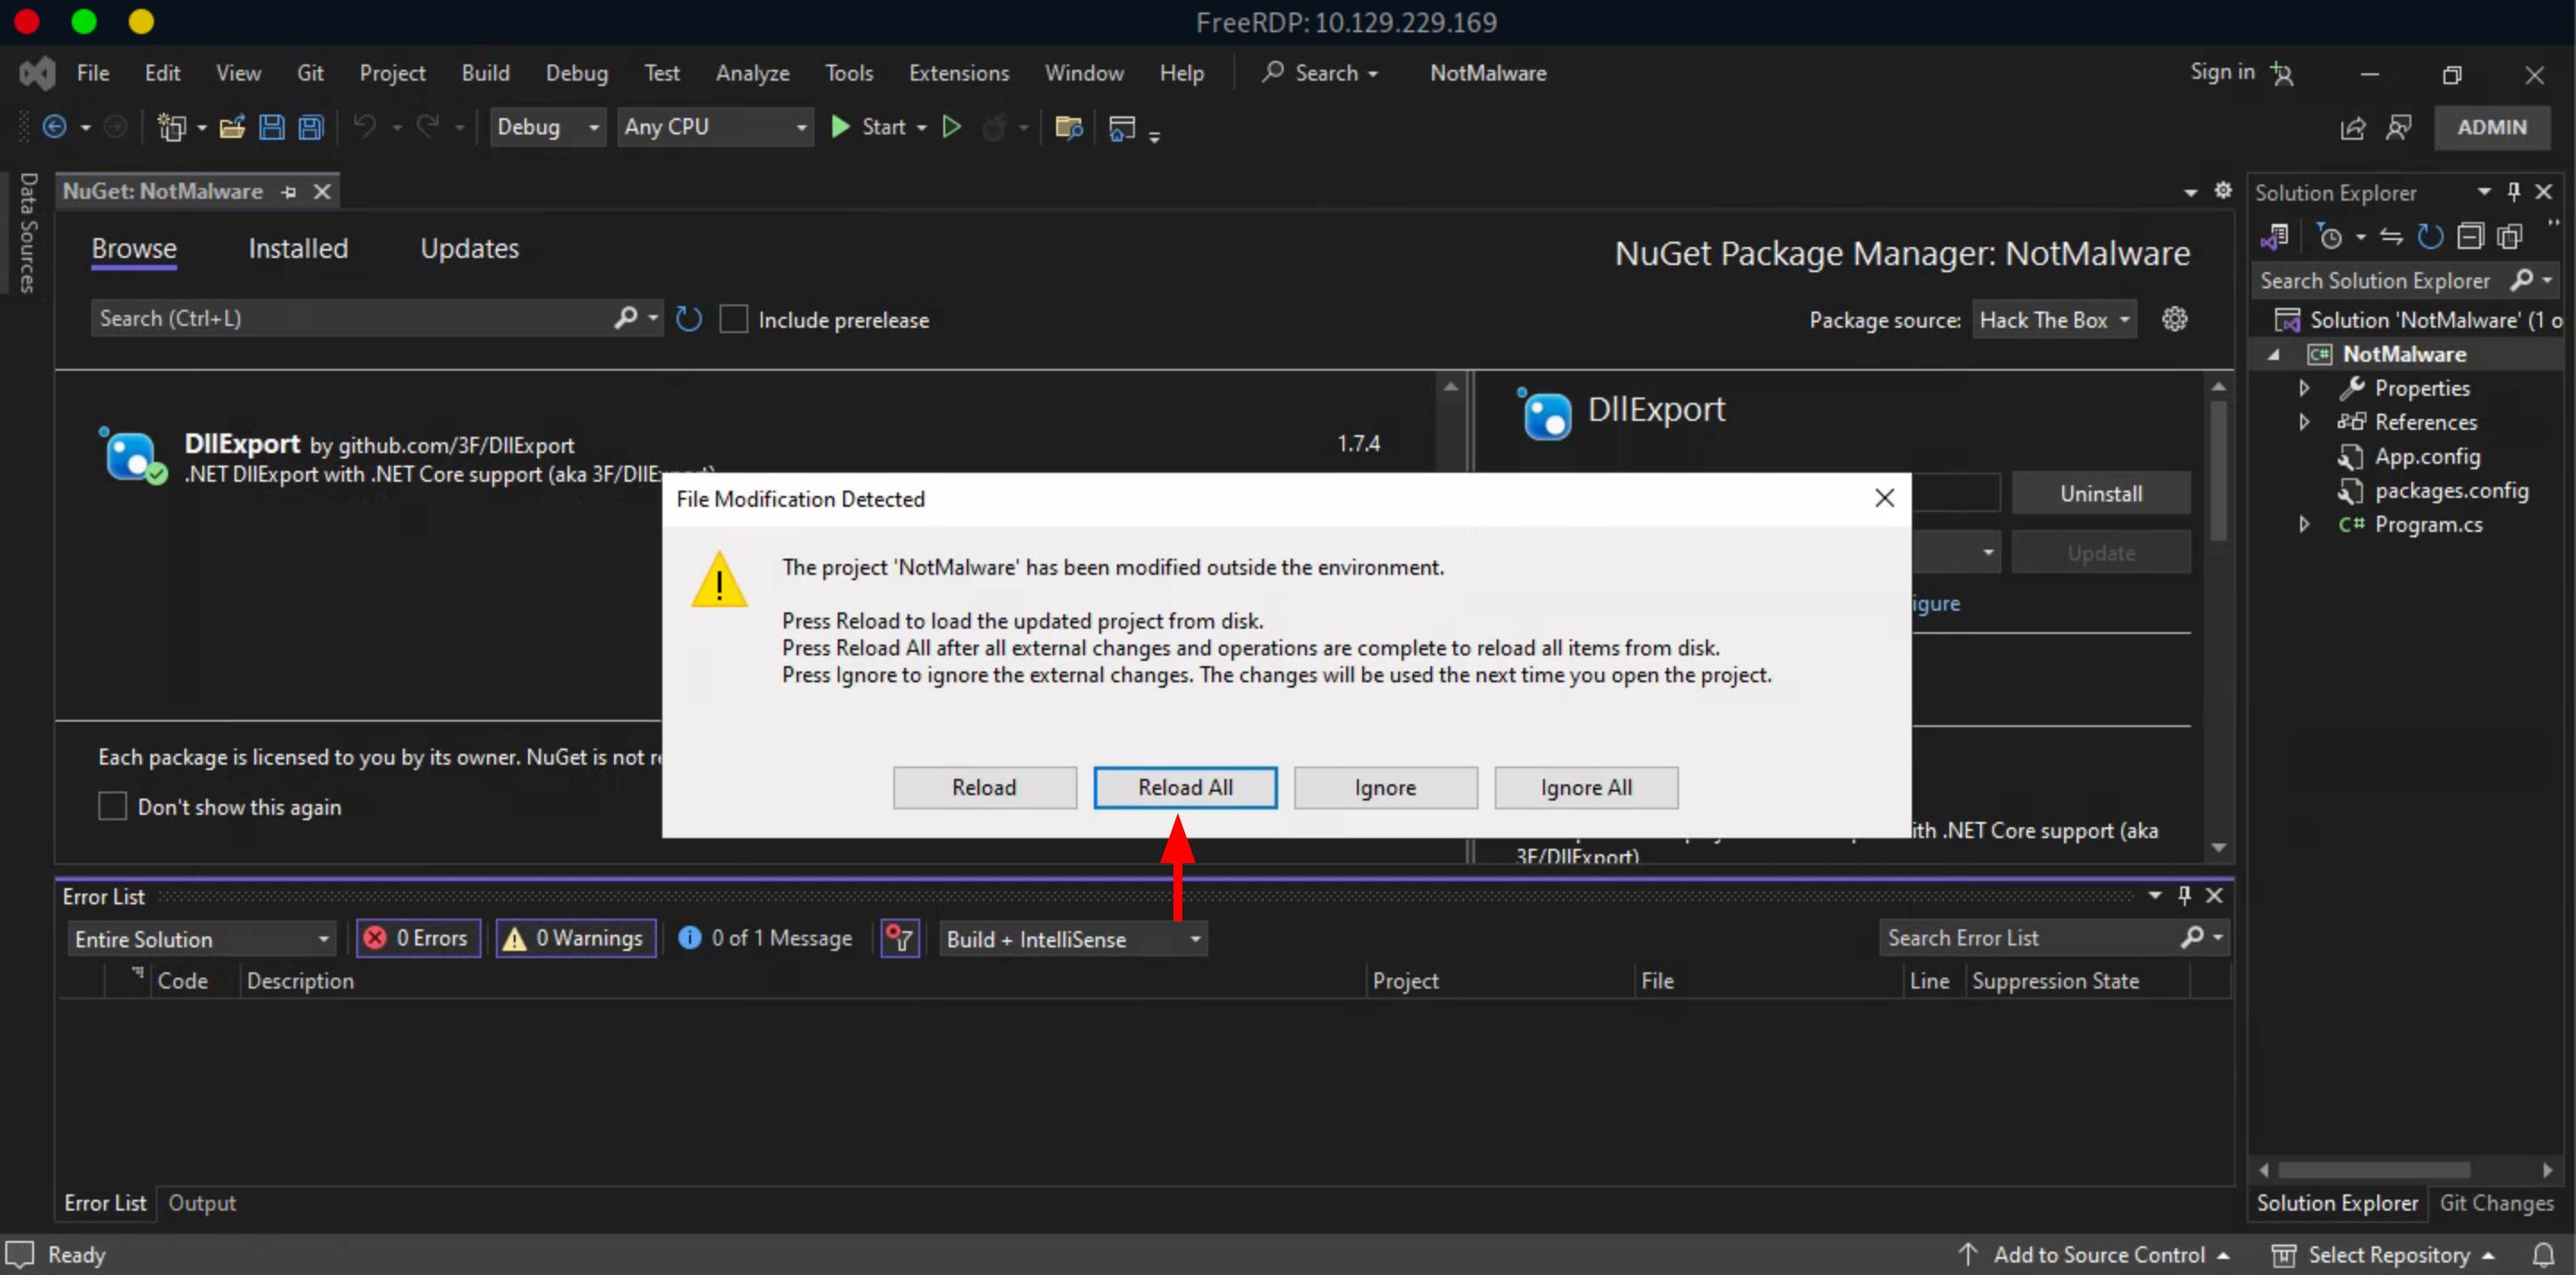 FreeRDP: 10.129.229.169
File Edit View Git Project Build Debug Test Analyze Tools Extensions Window Help Search NotMalware Sign in
Debug Any CPU Start ADMIN
Data Sources
NuGet: NotMalware
Browse Installed Updates
NuGet Package Manager: NotMalware
Search (Ctrl+L) Include prerelease Package source: Hack The Box
DllExport by github.com/3F/DllExport 1.7.4
.NET DllExport with .NET Core support (aka 3F/DllExport)
DllExport
Uninstall
Update
igure
File Modification Detected
The project 'NotMalware' has been modified outside the environment.
Press Reload to load the updated project from disk.
Press Reload All after all external changes and operations are complete to reload all items from disk.
Press Ignore to ignore the external changes. The changes will be used the next time you open the project.
Reload Reload All Ignore Ignore All
Each package is licensed to you by its owner. NuGet is not
Don't show this again
ith .NET Core support (aka
3F/DllExport)
Solution Explorer
Search Solution Explorer
Solution 'NotMalware' (1 o
C# NotMalware
Properties
References
App.config
packages.config
C# Program.cs
Error List
Entire Solution 0 Errors 0 Warnings 0 of 1 Message Build + IntelliSense Search Error List
Code Description Project File Line Suppression State
Error List Output
Solution Explorer Git Changes
Ready Add to Source Control Select Repository